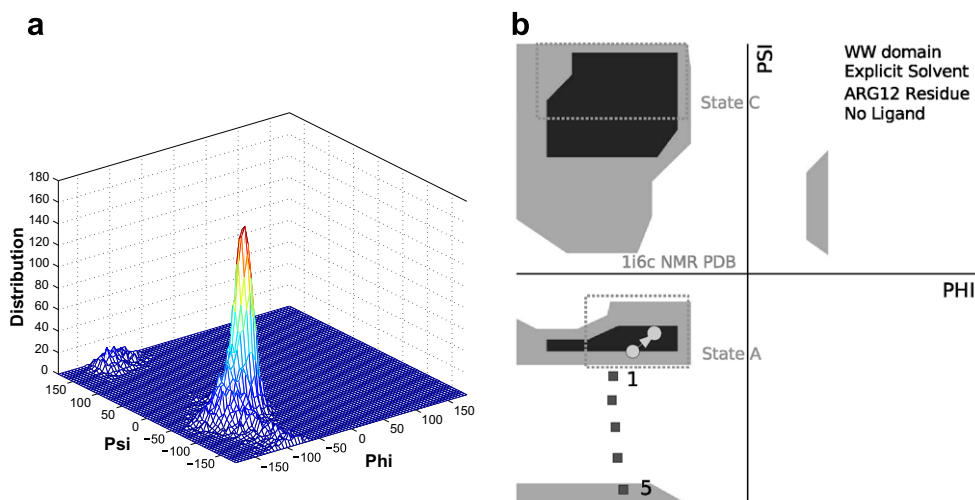 a
180
160
140
120
100
80
60
40
20
0
Distribution
150
100
50
0
−50
−100
−150
Psi
−150
−100
−50
0
50
100
150
Phi
b
PSI
WW domain
Explicit Solvent
ARG12 Residue
No Ligand
State C
1i6c NMR PDB
PHI
State A
1
5